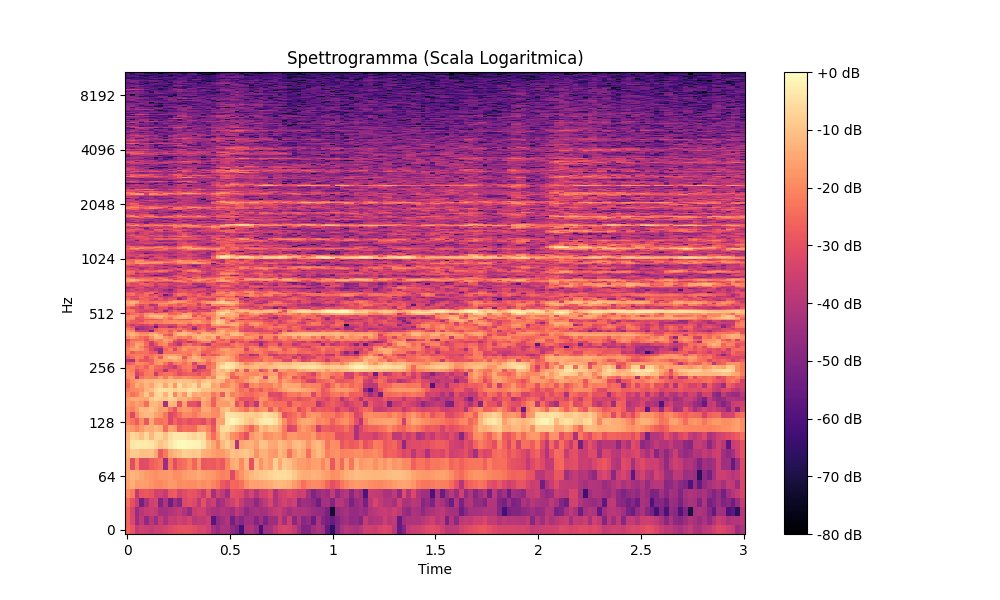 Spettrogramma (Scala Logaritmica)
8192
4096
2048
1024
512
256
128
64
0
Hz
0
0.5
1
1.5
2
2.5
3
Time
+0 dB
-10 dB
-20 dB
-30 dB
-40 dB
-50 dB
-60 dB
-70 dB
-80 dB